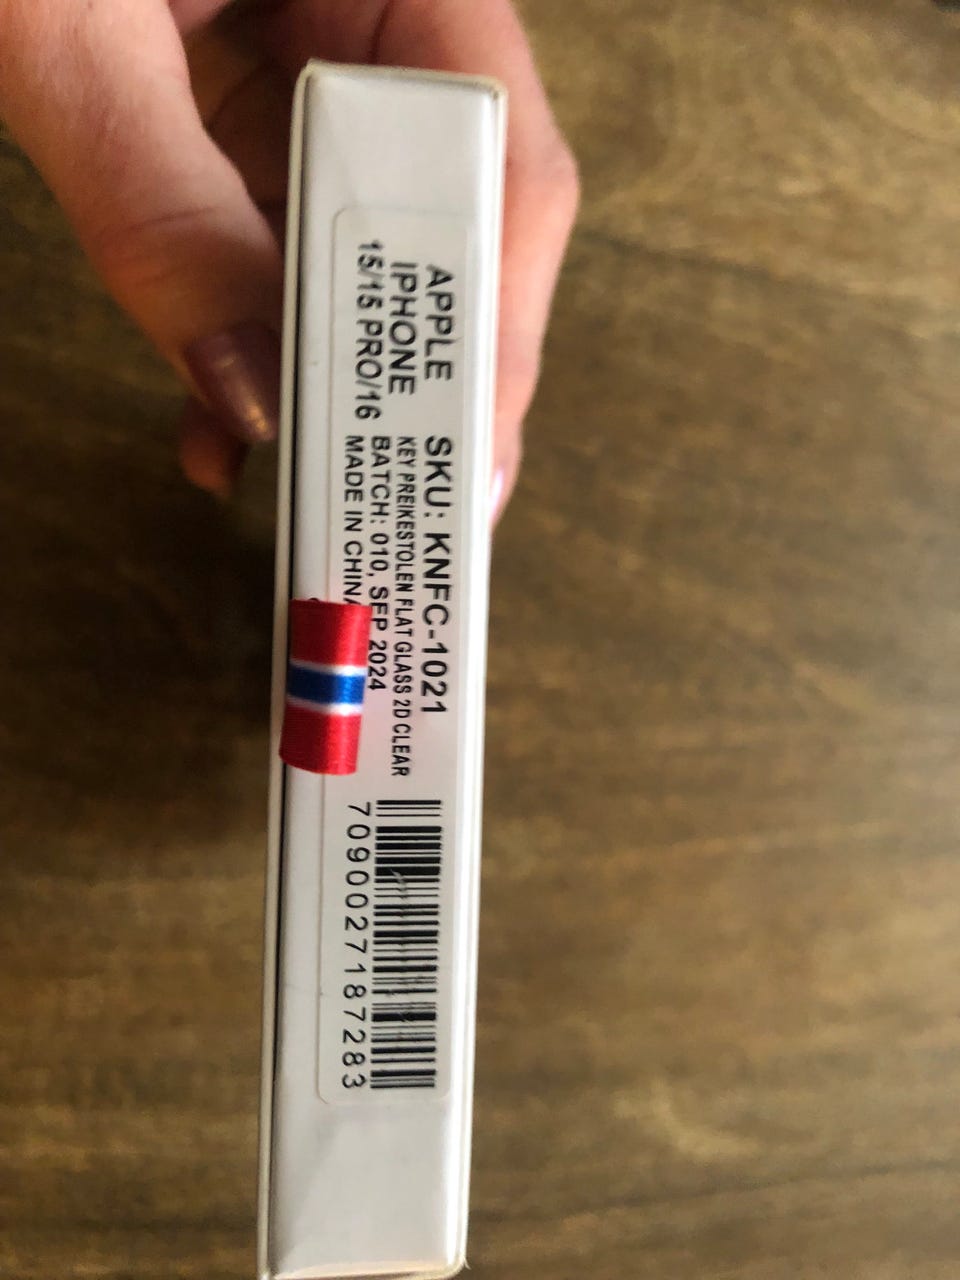 APPLE
IPHONE
15/15 PRO/16
SKU: KNFC-1021
KEY PREIKESTOLEN FLAT GLASS 2D CLEAR
BATCH: 010, SEP 2024
MADE IN CHINA
7090027187283